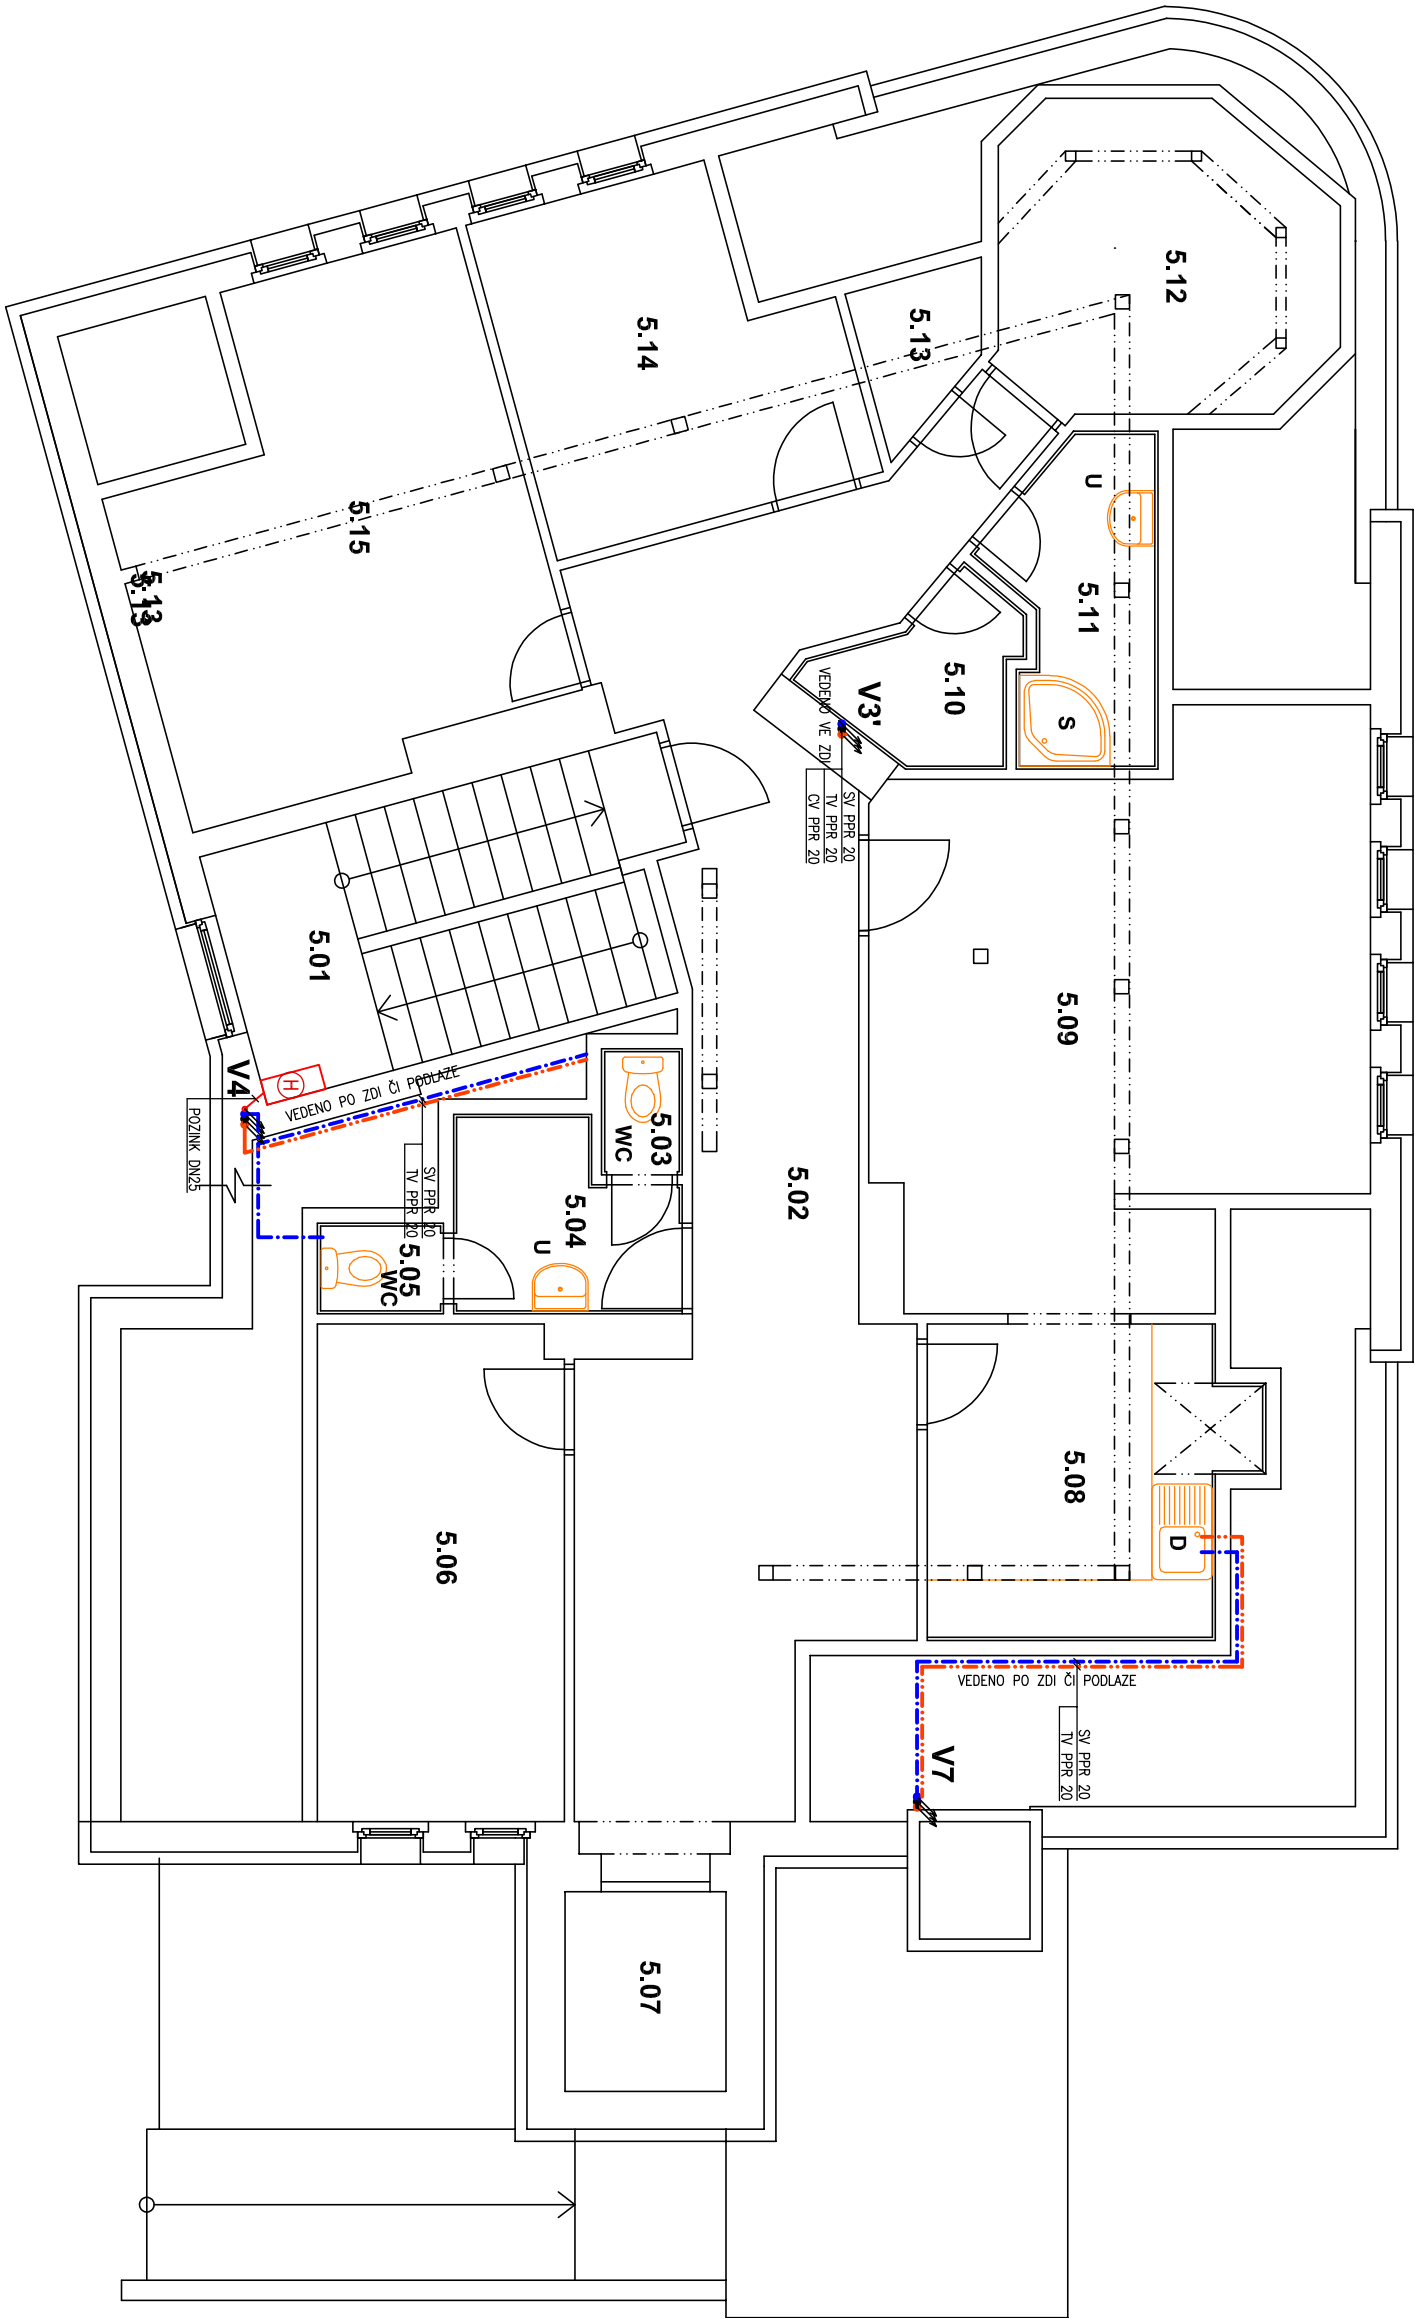 5.12
5.13
5.14
U
5.15
5.11
5.13
5.13
5.10
V3'
S
VEDENO VE ZDI
SV PPR 20
TV PPR 20
CV PPR 20
5.01
5.09
V4
H
VEDENO PO ZDI ČI PODLAZE
POZINK DN25
5.03
WC
SV PPR 20
TV PPR 20
5.02
5.04
U
5.05
WC
5.08
5.06
D
VEDENO PO ZDI ČI PODLAZE
SV PPR 20
TV PPR 20
V7
5.07